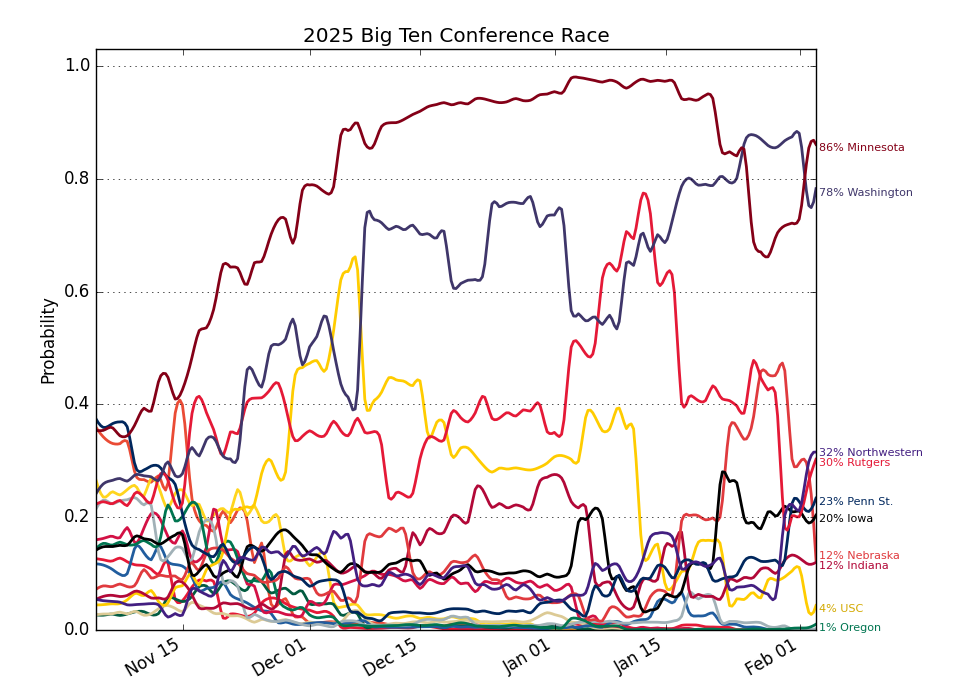 2025 Big Ten Conference Race
Probability
1.0
0.8
0.6
0.4
0.2
0.0
Nov 15
Dec 01
Dec 15
Jan 01
Jan 15
Feb 01
86% Minnesota
78% Washington
32% Northwestern
30% Rutgers
23% Penn St.
20% Iowa
12% Nebraska
12% Indiana
4% USC
1% Oregon